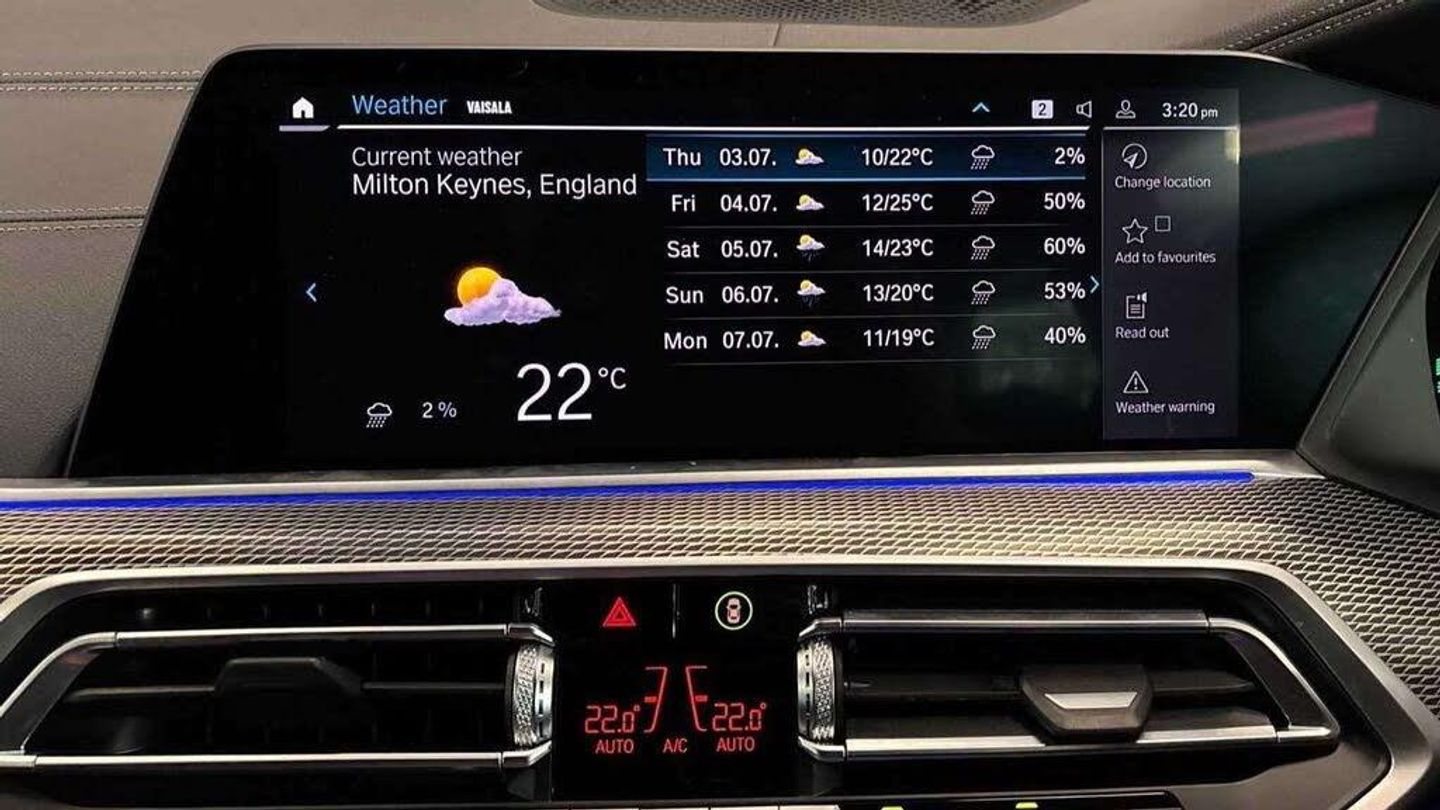 Weather VAISALA 2 3:20 pm
Current weather
Milton Keynes, England
Thu 03.07. 10/22°C 2%
Fri 04.07. 12/25°C 50%
Sat 05.07. 14/23°C 60%
Sun 06.07. 13/20°C 53%
Mon 07.07. 11/19°C 40%
2% 22°C
Change location
Add to favourites
Read out
Weather warning
22.0° 22.0°
AUTO A/C AUTO